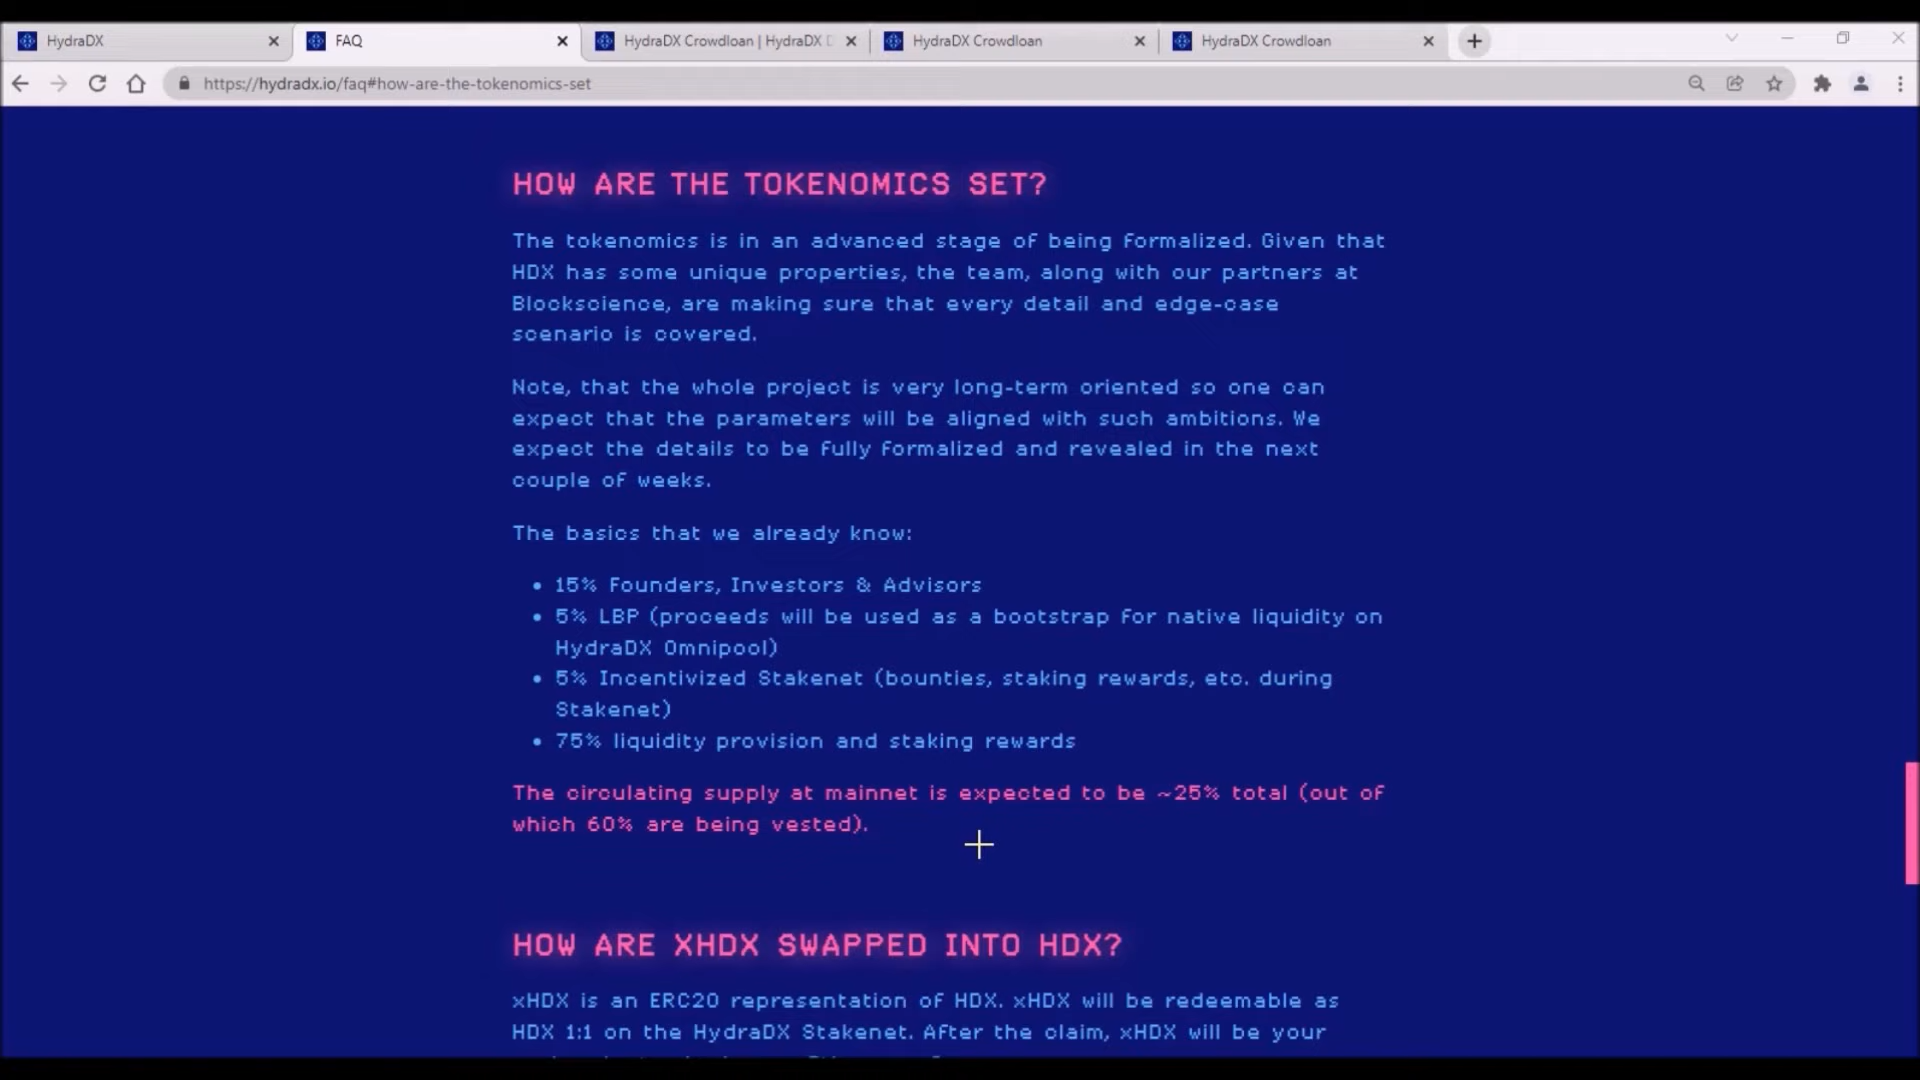 HydraDX
FAQ
HydraDX Crowdloan | HydraDX D
HydraDX Crowdloan
HydraDX Crowdloan
https://hydradx.io/faq#how-are-the-tokenomics-set
HOW ARE THE TOKENOMICS SET?
The tokenomics is in an advanced stage of being formalized. Given that
HDX has some unique properties, the team, along with our partners at
Blockscience, are making sure that every detail and edge-case
scenario is covered.
Note, that the whole project is very long-term oriented so one can
expect that the parameters will be aligned with such ambitions. We
expect the details to be fully formalized and revealed in the next
couple of weeks.
The basics that we already know:
• 15% Founders, Investors & Advisors
• 5% LBP (proceeds will be used as a bootstrap for native liquidity on
HydraDX Omnipool)
• 5% Incentivized Stakenet (bounties, staking rewards, etc. during
Stakenet)
• 75% liquidity provision and staking rewards
The circulating supply at mainnet is expected to be ~25% total (out of
which 60% are being vested).
HOW ARE XHDX SWAPPED INTO HDX?
xHDX is an ERC20 representation of HDX. xHDX will be redeemable as
HDX 1:1 on the HydraDX Stakenet. After the claim, xHDX will be your